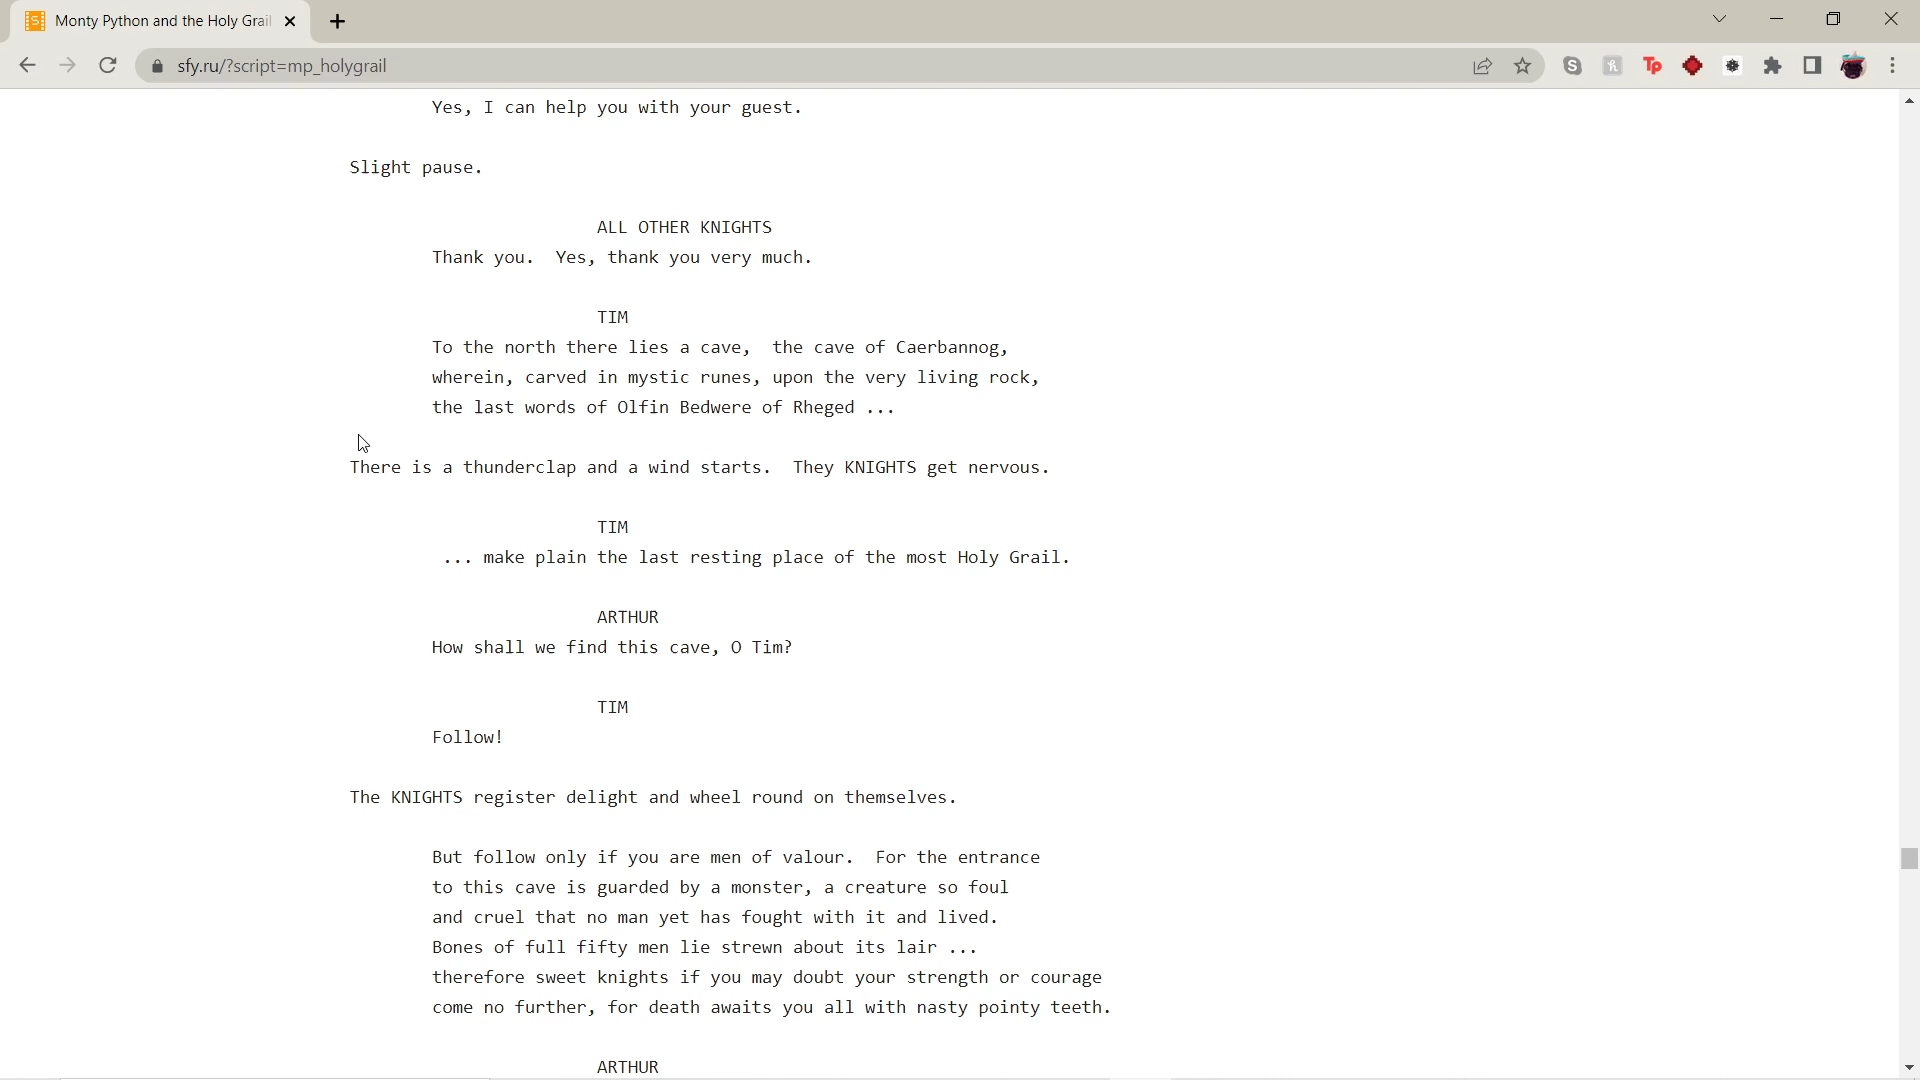 Monty Python and the Holy Grail
sfy.ru/?script=mp_holygrail
Yes, I can help you with your guest.
Slight pause.
ALL OTHER KNIGHTS
Thank you.  Yes, thank you very much.
TIM
To the north there lies a cave,  the cave of Caerbannog,
wherein, carved in mystic runes, upon the very living rock,
the last words of Olfin Bedwere of Rheged ...
There is a thunderclap and a wind starts.  They KNIGHTS get nervous.
TIM
... make plain the last resting place of the most Holy Grail.
ARTHUR
How shall we find this cave, O Tim?
TIM
Follow!
The KNIGHTS register delight and wheel round on themselves.
But follow only if you are men of valour.  For the entrance
to this cave is guarded by a monster, a creature so foul
and cruel that no man yet has fought with it and lived.
Bones of full fifty men lie strewn about its lair ...
therefore sweet knights if you may doubt your strength or courage
come no further, for death awaits you all with nasty pointy teeth.
ARTHUR